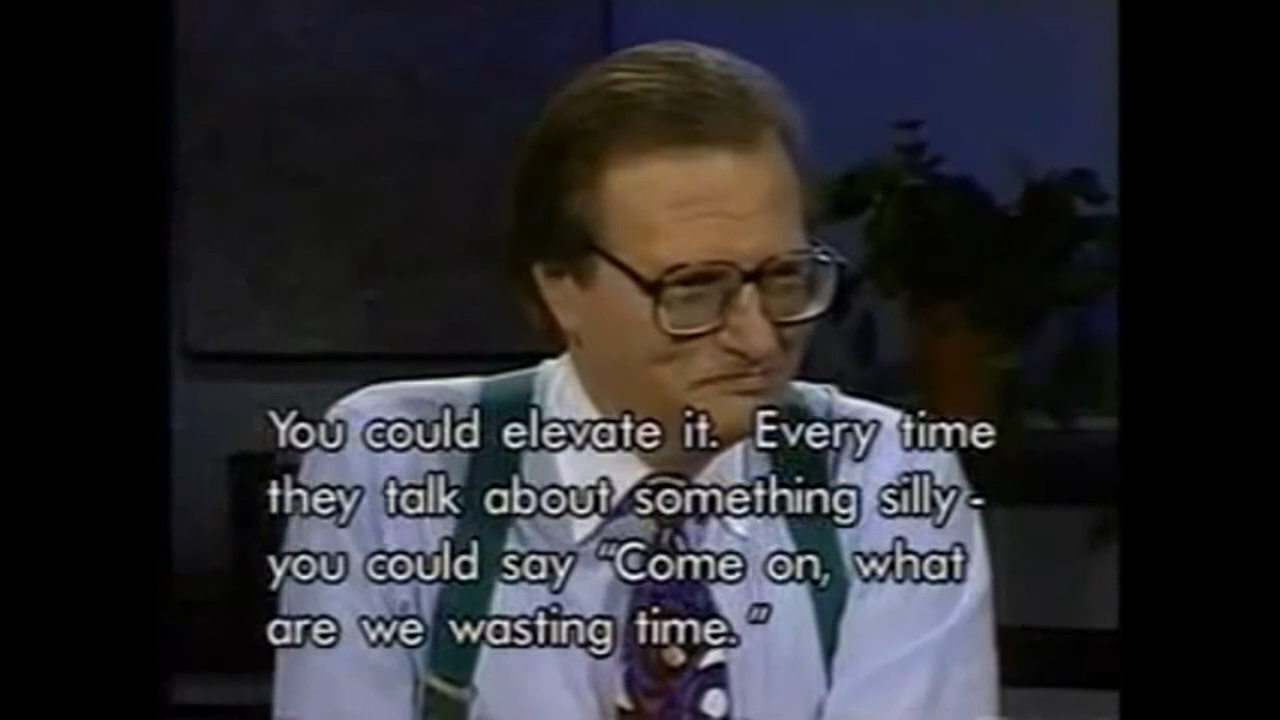 You could elevate it. Every time
they talk about something silly-
you could say "Come on, what
are we wasting time."